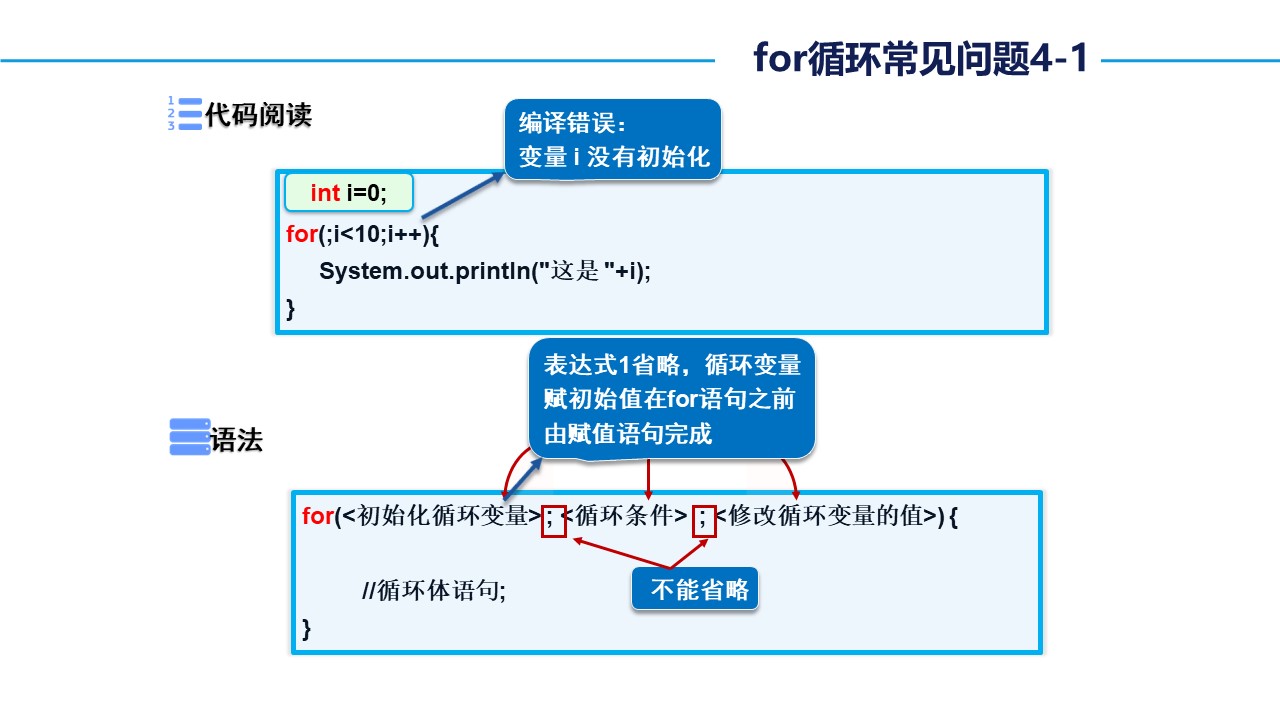 for循环常见问题4-1
1
2
3
代码阅读
编译错误：
变量 i 没有初始化
int i=0;
for(;i<10;i++){
System.out.println("这是 "+i);
}
表达式1省略，循环变量
赋初始值在for语句之前
由赋值语句完成
语法
for(<初始化循环变量>; <循环条件> ; <修改循环变量的值>) {
//循环体语句;
不能省略
}